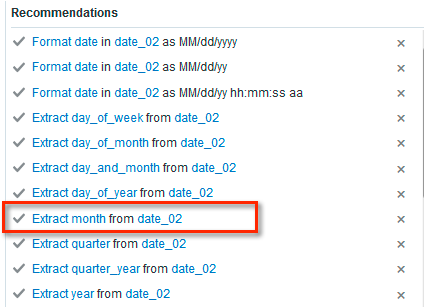 Recommendations
Format date in date_02 as MM/dd/yyyy
Format date in date_02 as MM/dd/yy
Format date in date_02 as MM/dd/yy hh:mm:ss aa
Extract day_of_week from date_02
Extract day_of_month from date_02
Extract day_and_month from date_02
Extract day_of_year from date_02
Extract month from date_02
Extract quarter from date_02
Extract quarter_year from date_02
Extract year from date_02